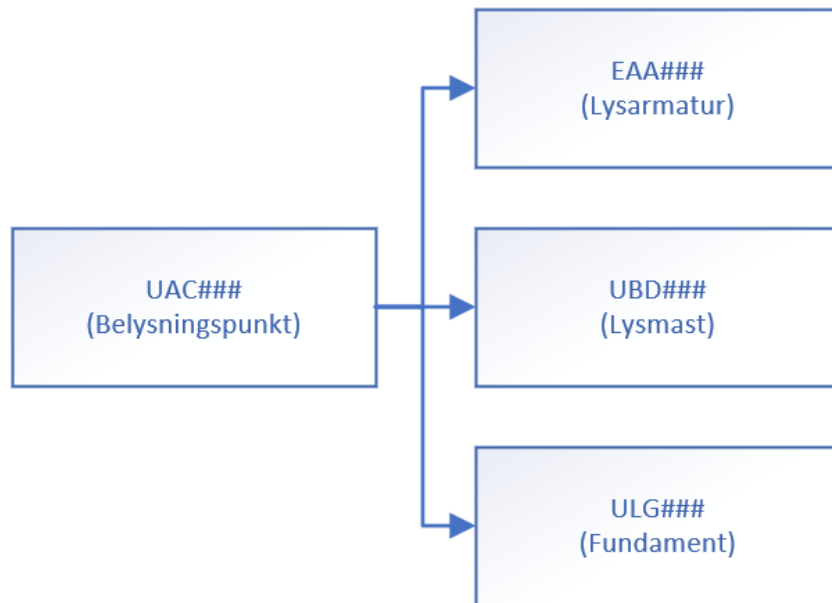 EAA###
(Lysarmatur)
UAC###
(Belysningspunkt)
UBD###
(Lysmast)
ULG###
(Fundament)